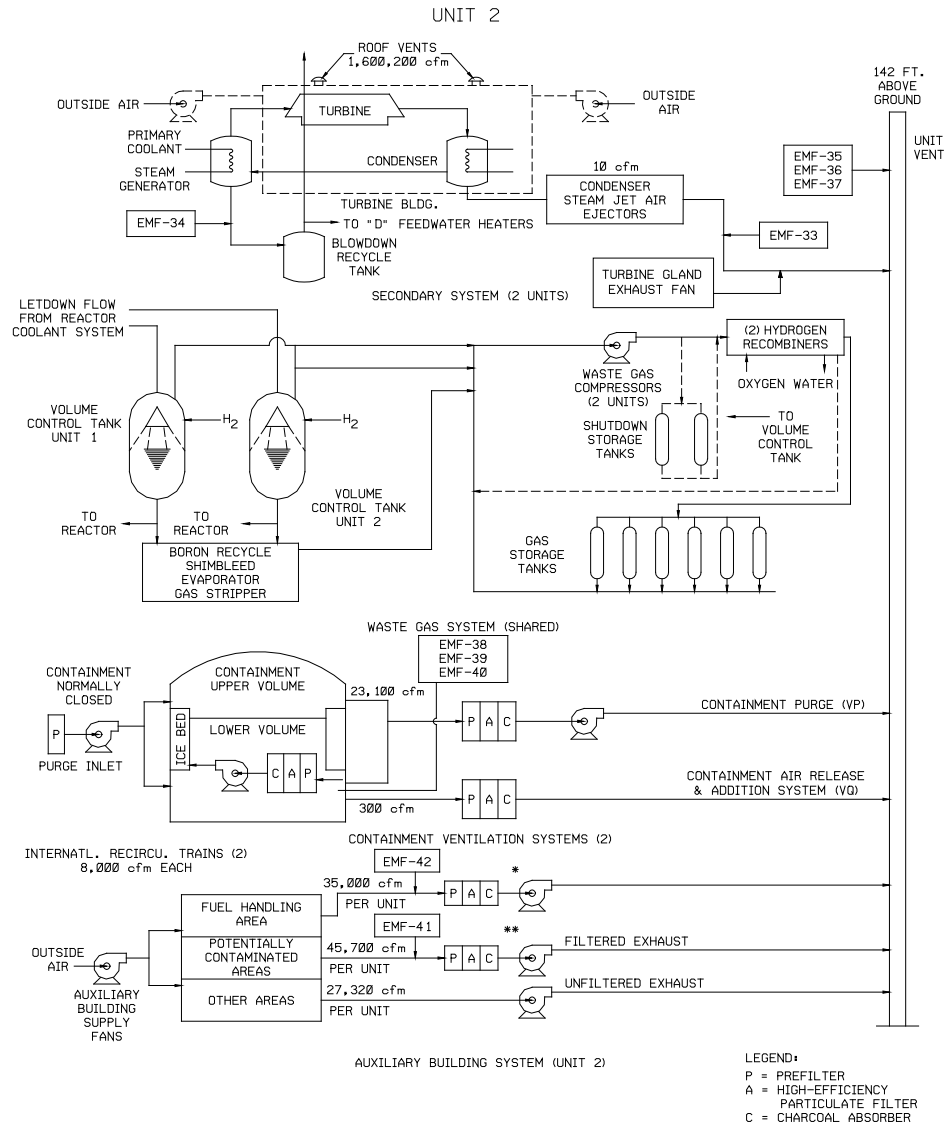 UNIT 2
ROOF VENTS
1,600,200 cfm
142 FT.
ABOVE
GROUND
OUTSIDE AIR
TURBINE
OUTSIDE
AIR
UNIT
VENT
PRIMARY
COOLANT
STEAM
GENERATOR
CONDENSER
EMF-35
EMF-36
EMF-37
10 cfm
CONDENSER
STEAM JET AIR
EJECTORS
TURBINE BLDG.
EMF-34
TO "D" FEEDWATER HEATERS
EMF-33
BLOWDOWN
RECYCLE
TANK
TURBINE GLAND
EXHAUST FAN
SECONDARY SYSTEM (2 UNITS)
LETDOWN FLOW
FROM REACTOR
COOLANT SYSTEM
(2) HYDROGEN
RECOMBINERS
WASTE GAS
COMPRESSORS
(2 UNITS)
OXYGEN WATER
VOLUME
CONTROL TANK
UNIT 1
H2
H2
SHUTDOWN
STORAGE
TANKS
TO
VOLUME
CONTROL
TANK
VOLUME
CONTROL TANK
UNIT 2
TO
REACTOR
TO
REACTOR
BORON RECYCLE
SHIMBLEED
EVAPORATOR
GAS STRIPPER
GAS
STORAGE
TANKS
WASTE GAS SYSTEM (SHARED)
EMF-38
EMF-39
EMF-40
CONTAINMENT
NORMALLY
CLOSED
CONTAINMENT
UPPER VOLUME
23,100 cfm
CONTAINMENT PURGE (VP)
P
ICE BED
LOWER VOLUME
P A C
PURGE INLET
C A P
CONTAINMENT AIR RELEASE
& ADDITION SYSTEM (VQ)
P A C
300 cfm
CONTAINMENT VENTILATION SYSTEMS (2)
INTERNATL. RECIRCU. TRAINS (2)
8,000 cfm EACH
EMF-42
*
35,000 cfm
PER UNIT
P A C
FUEL HANDLING
AREA
EMF-41
**
POTENTIALLY
CONTAMINATED
AREAS
45,700 cfm
PER UNIT
P A C
FILTERED EXHAUST
OUTSIDE
AIR
AUXILIARY
BUILDING
SUPPLY
FANS
OTHER AREAS
27,320 cfm
PER UNIT
UNFILTERED EXHAUST
AUXILIARY BUILDING SYSTEM (UNIT 2)
LEGEND:
P = PREFILTER
A = HIGH-EFFICIENCY
PARTICULATE FILTER
C = CHARCOAL ABSORBER